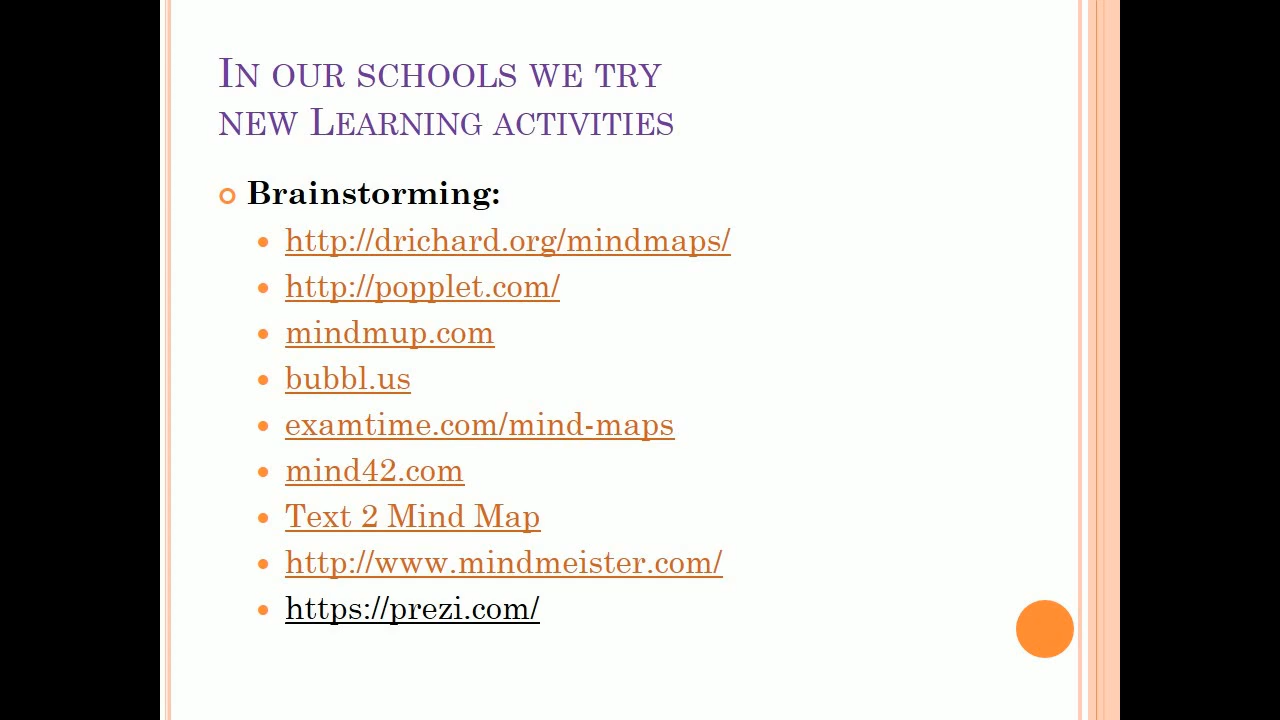 In our schools we try
new Learning activities
Brainstorming:
http://drichard.org/mindmaps/
http://popplet.com/
mindmup.com
bubbl.us
examtime.com/mind-maps
mind42.com
Text 2 Mind Map
http://www.mindmeister.com/
https://prezi.com/